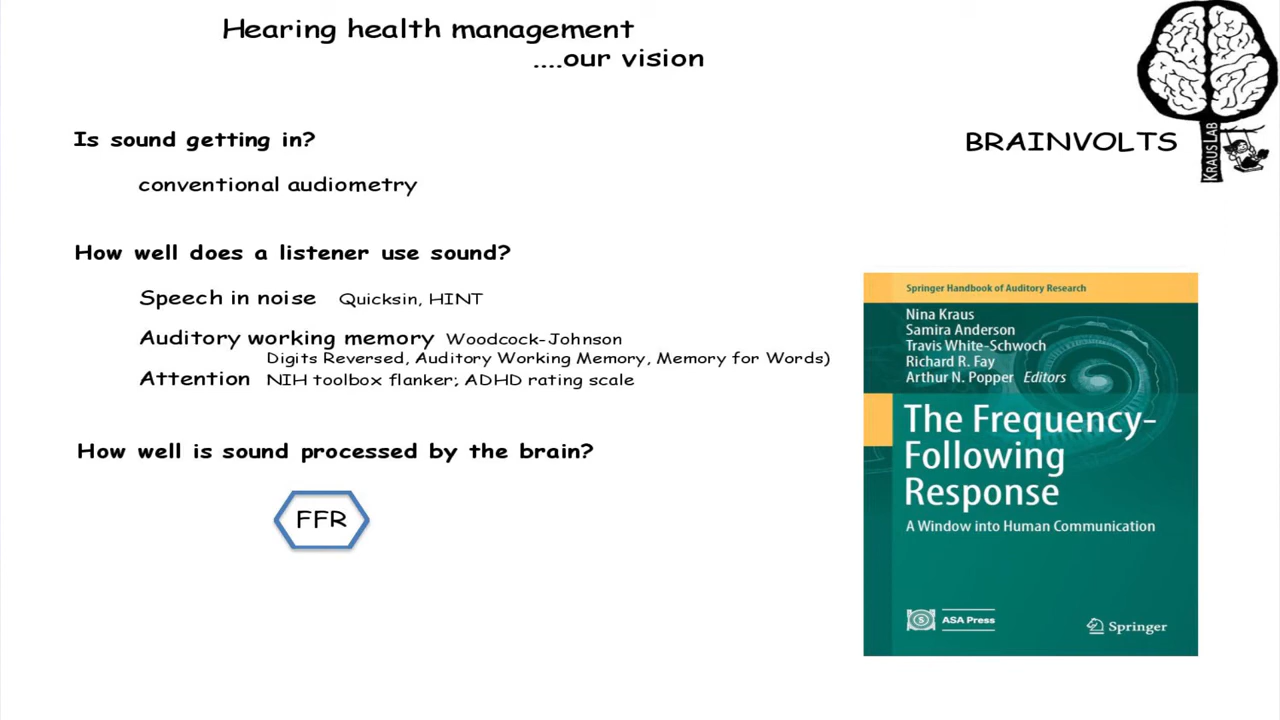 Hearing health management
....our vision
BRAINVOLTS
KRAUS LAB
Is sound getting in?
conventional audiometry
How well does a listener use sound?
Speech in noise Quicksin, HINT
Auditory working memory Woodcock-Johnson
Digits Reversed, Auditory Working Memory, Memory for Words)
Attention NIH toolbox flanker; ADHD rating scale
How well is sound processed by the brain?
FFR
Springer Handbook of Auditory Research
Nina Kraus
Samira Anderson
Travis White-Schwoch
Richard R. Fay
Arthur N. Popper Editors
The Frequency-
Following
Response
A Window into Human Communication
ASA Press
Springer